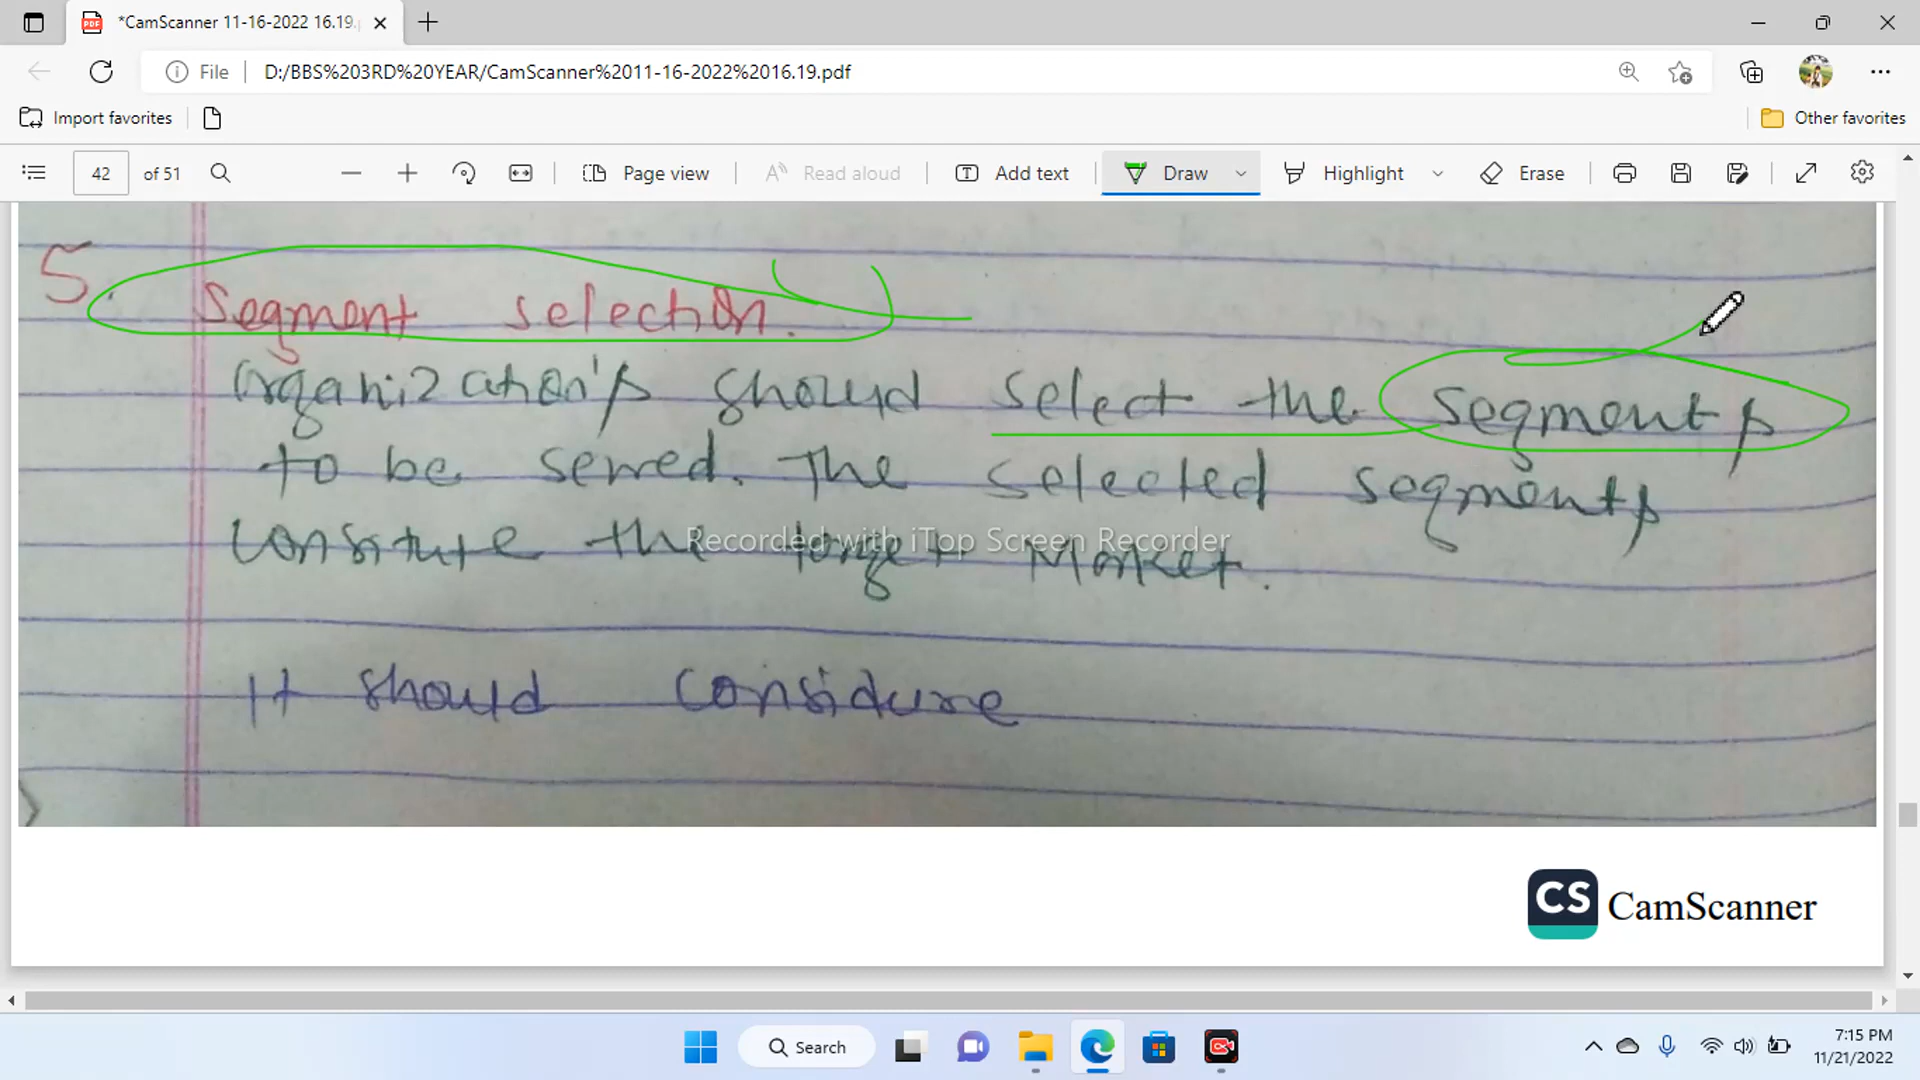 *CamScanner 11-16-2022 16.19.
File D:/BBS%203RD%20YEAR/CamScanner%2011-16-2022%2016.19.pdf
Import favorites Other favorites
42 of 51 Page view Read aloud Add text Draw Highlight Erase
5. Segment selection.
Organization's should select the segments
to be served. The selected segments
Consitute the target Market.
Recorded with iTop Screen Recorder
It should considure
CS CamScanner
Search
7:15 PM
11/21/2022